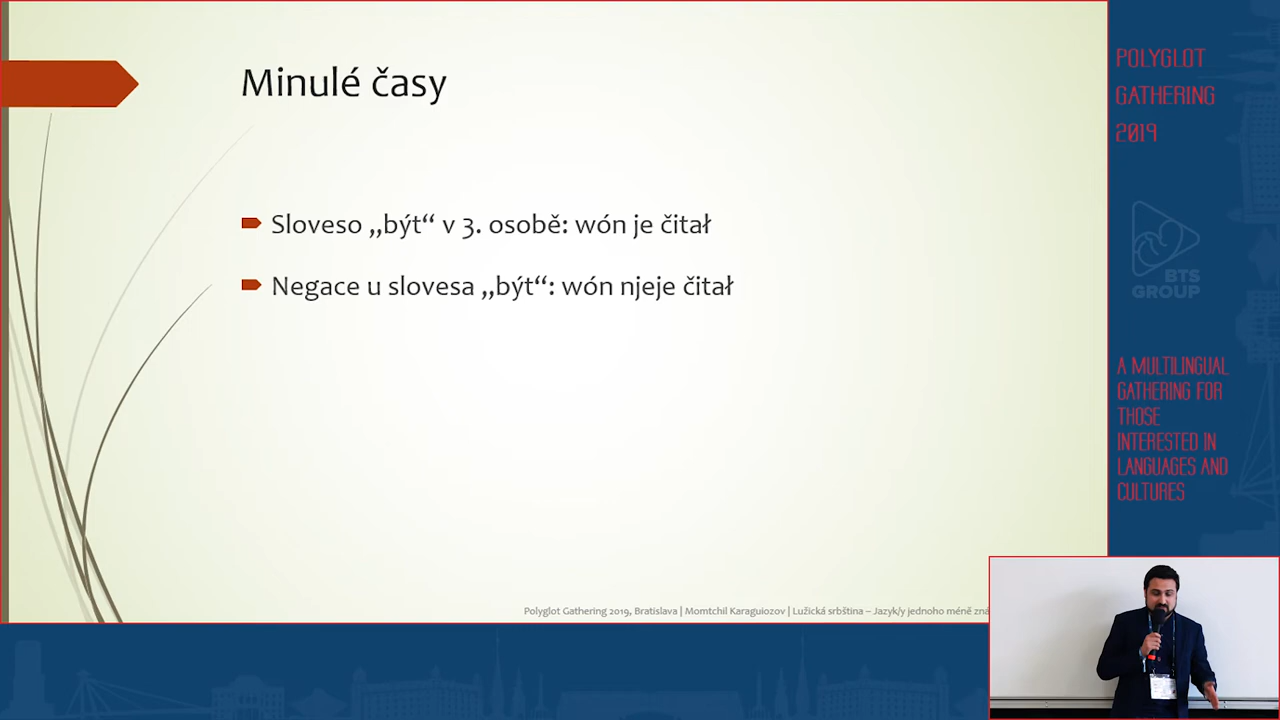 Minulé časy
Sloveso „být“ v 3. osobě: wón je čitał
Negace u slovesa „být“: wón njeje čitał
Polyglot Gathering 2019, Bratislava | Momtchil Karaguiozov | Lužická srbština – Jazyk/y jednoho méně zná
POLYGLOT
GATHERING
2019
BTS
GROUP
A MULTILINGUAL
GATHERING FOR
THOSE
INTERESTED IN
LANGUAGES AND
CULTURES